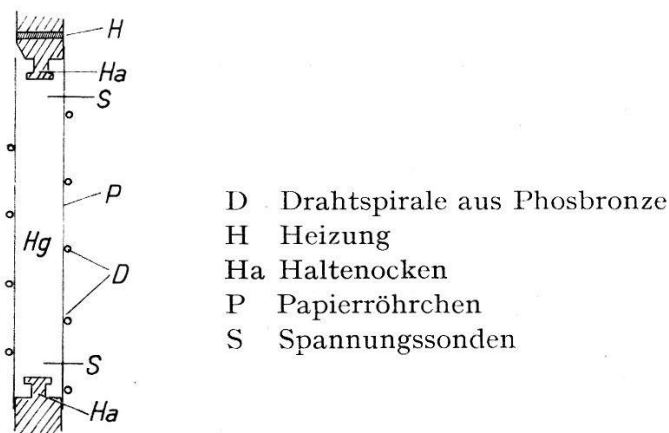 H
Ha
S
P
Hg
D
S
Ha
D Drahtspirale aus Phosbronze
H Heizung
Ha Haltenocken
P Papierröhrchen
S Spannungssonden